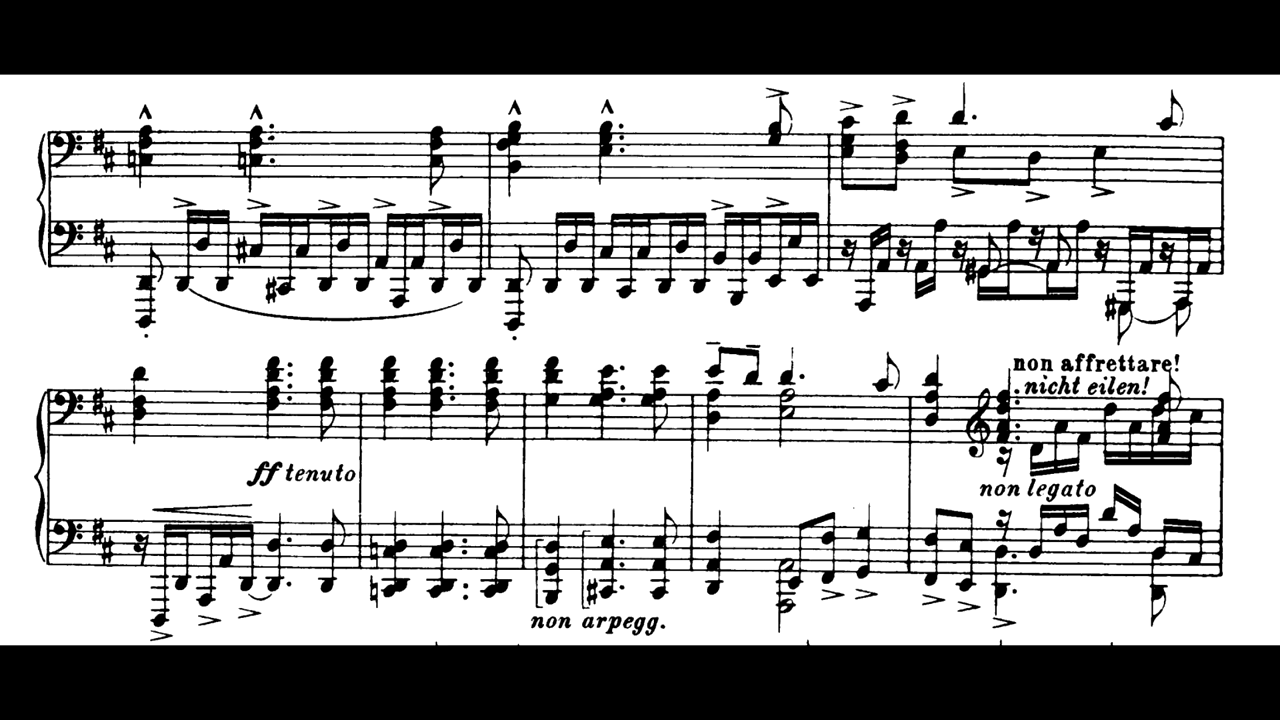 non affrettare!
nicht eilen!
ff tenuto
non legato
non arpegg.